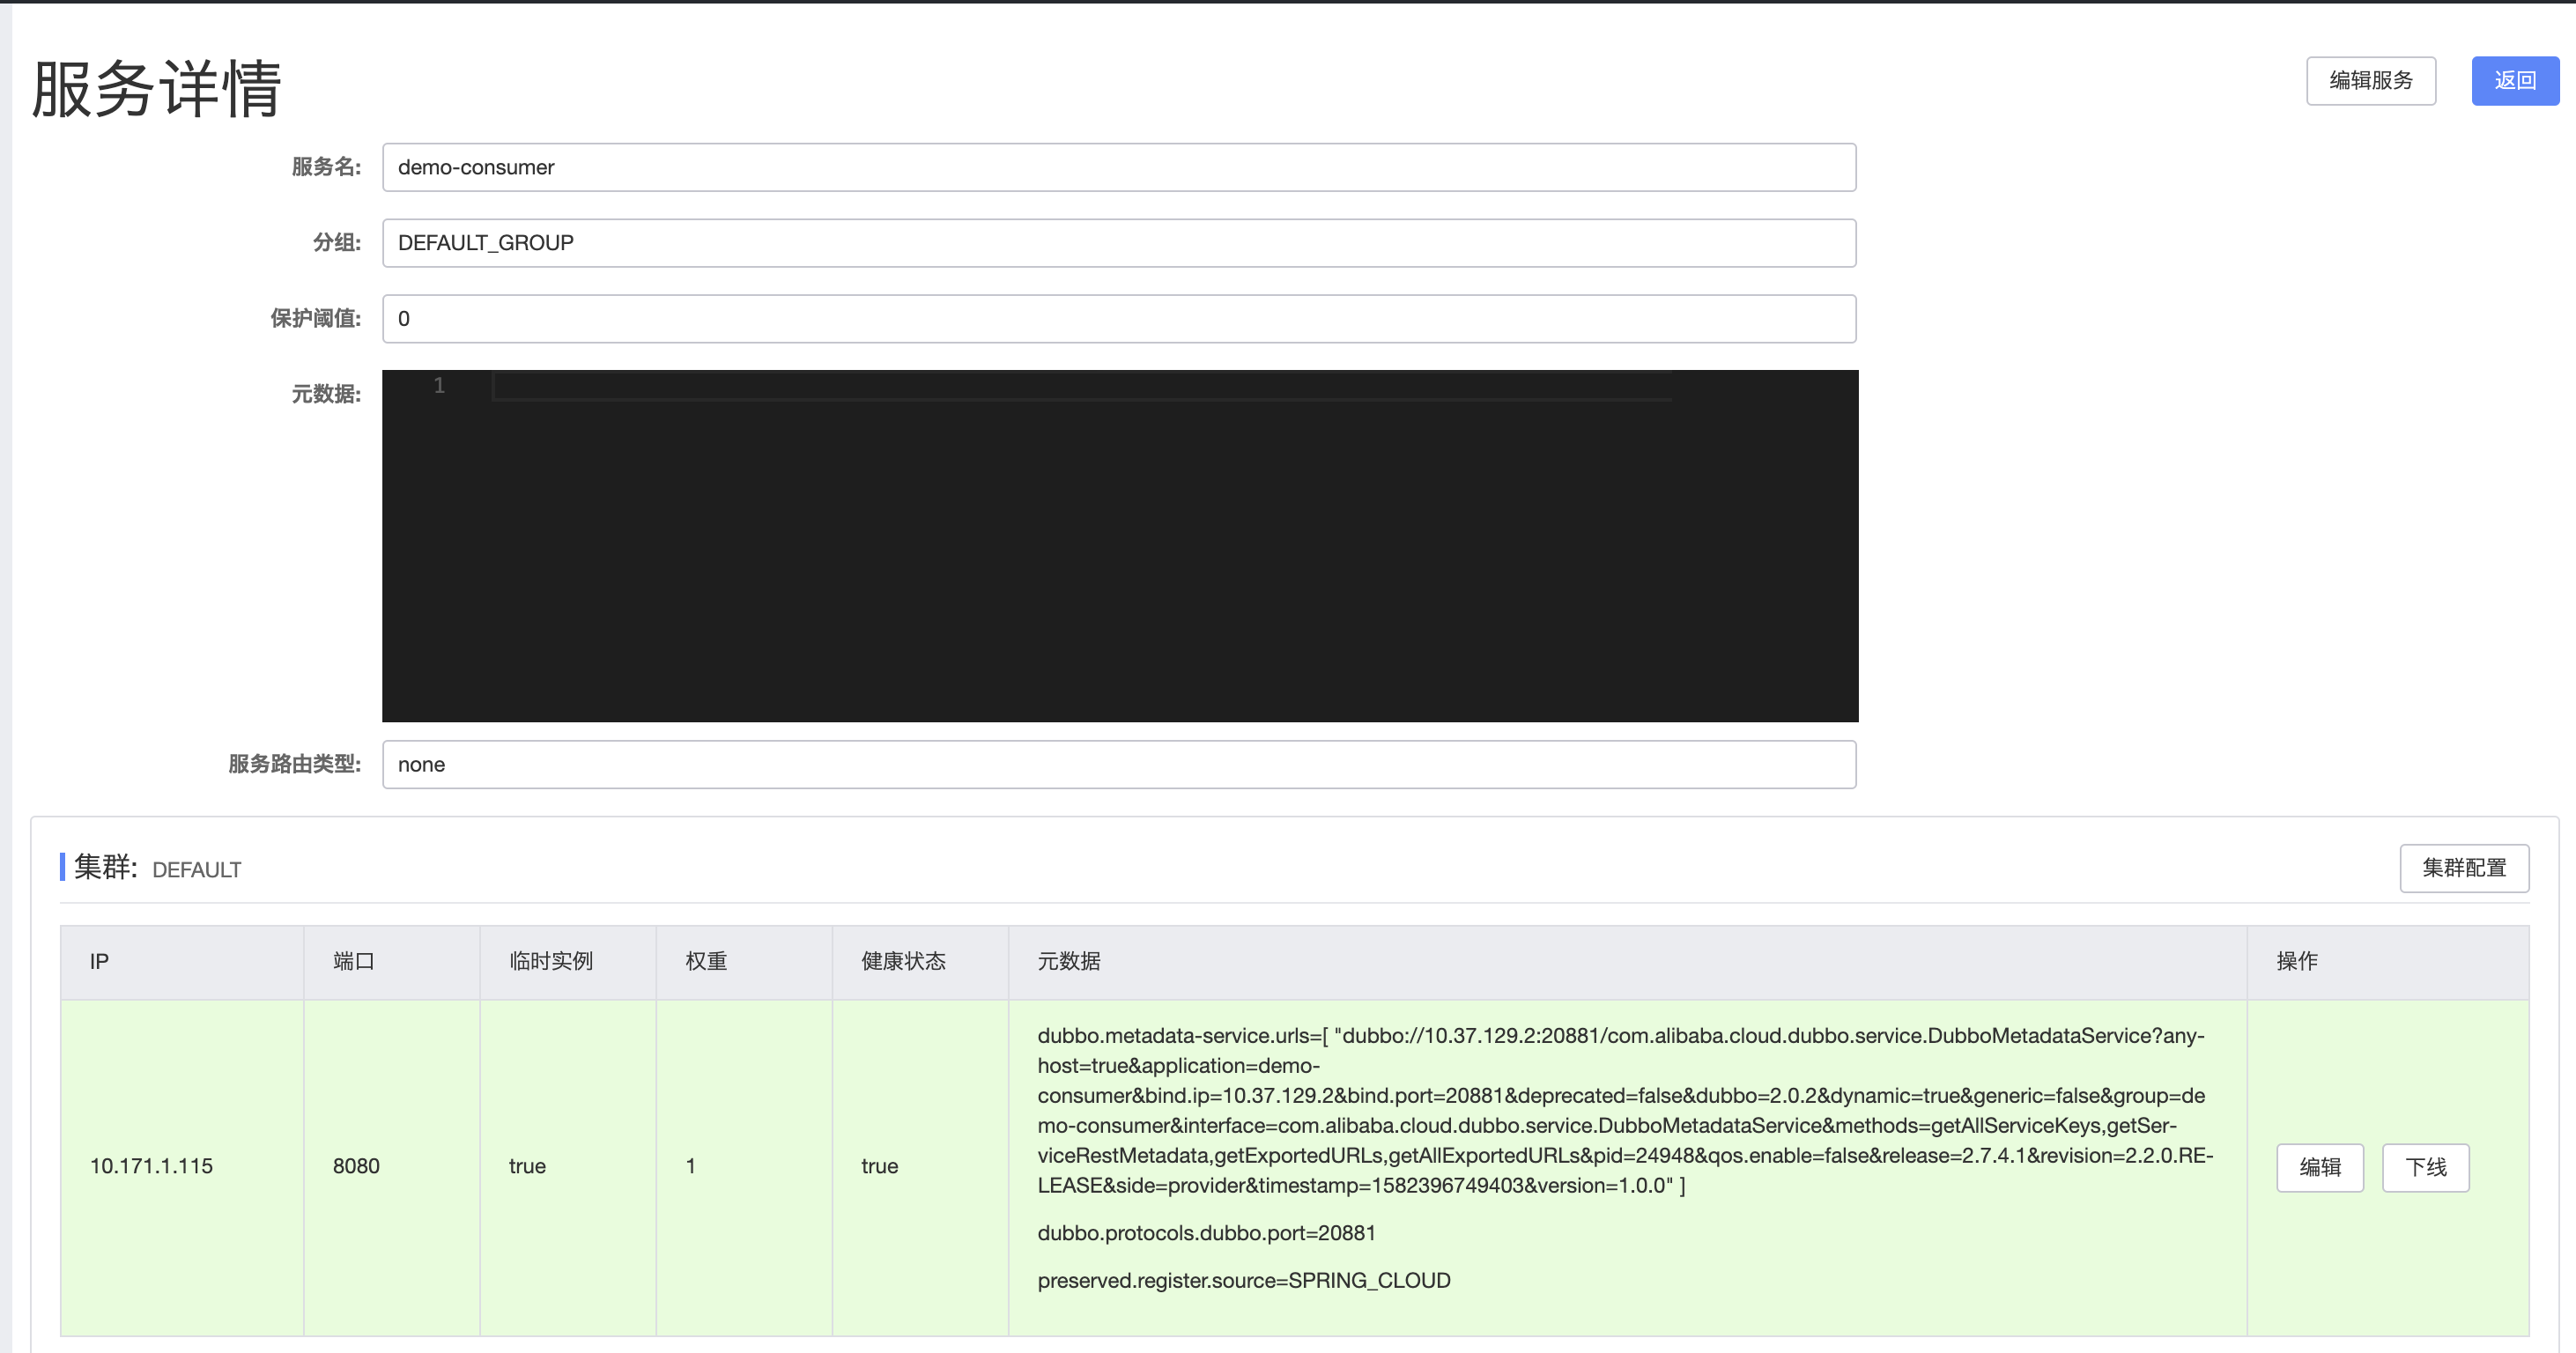 服务详情
编辑服务
返回
服务名:
demo-consumer
分组:
DEFAULT_GROUP
保护阈值:
0
元数据:
1
服务路由类型:
none
集群: DEFAULT
集群配置
IP 端口 临时实例 权重 健康状态 元数据 操作
10.171.1.115 8080 true 1 true
dubbo.metadata-service.urls=[ "dubbo://10.37.129.2:20881/com.alibaba.cloud.dubbo.service.DubboMetadataService?any-
host=true&application=demo-
consumer&bind.ip=10.37.129.2&bind.port=20881&deprecated=false&dubbo=2.0.2&dynamic=true&generic=false&group=de
mo-consumer&interface=com.alibaba.cloud.dubbo.service.DubboMetadataService&methods=getAllServiceKeys,getSer-
viceRestMetadata,getExportedURLs,getAllExportedURLs&pid=24948&qos.enable=false&release=2.7.4.1&revision=2.2.0.RE-
LEASE&side=provider&timestamp=1582396749403&version=1.0.0" ]
dubbo.protocols.dubbo.port=20881
preserved.register.source=SPRING_CLOUD
编辑 下线